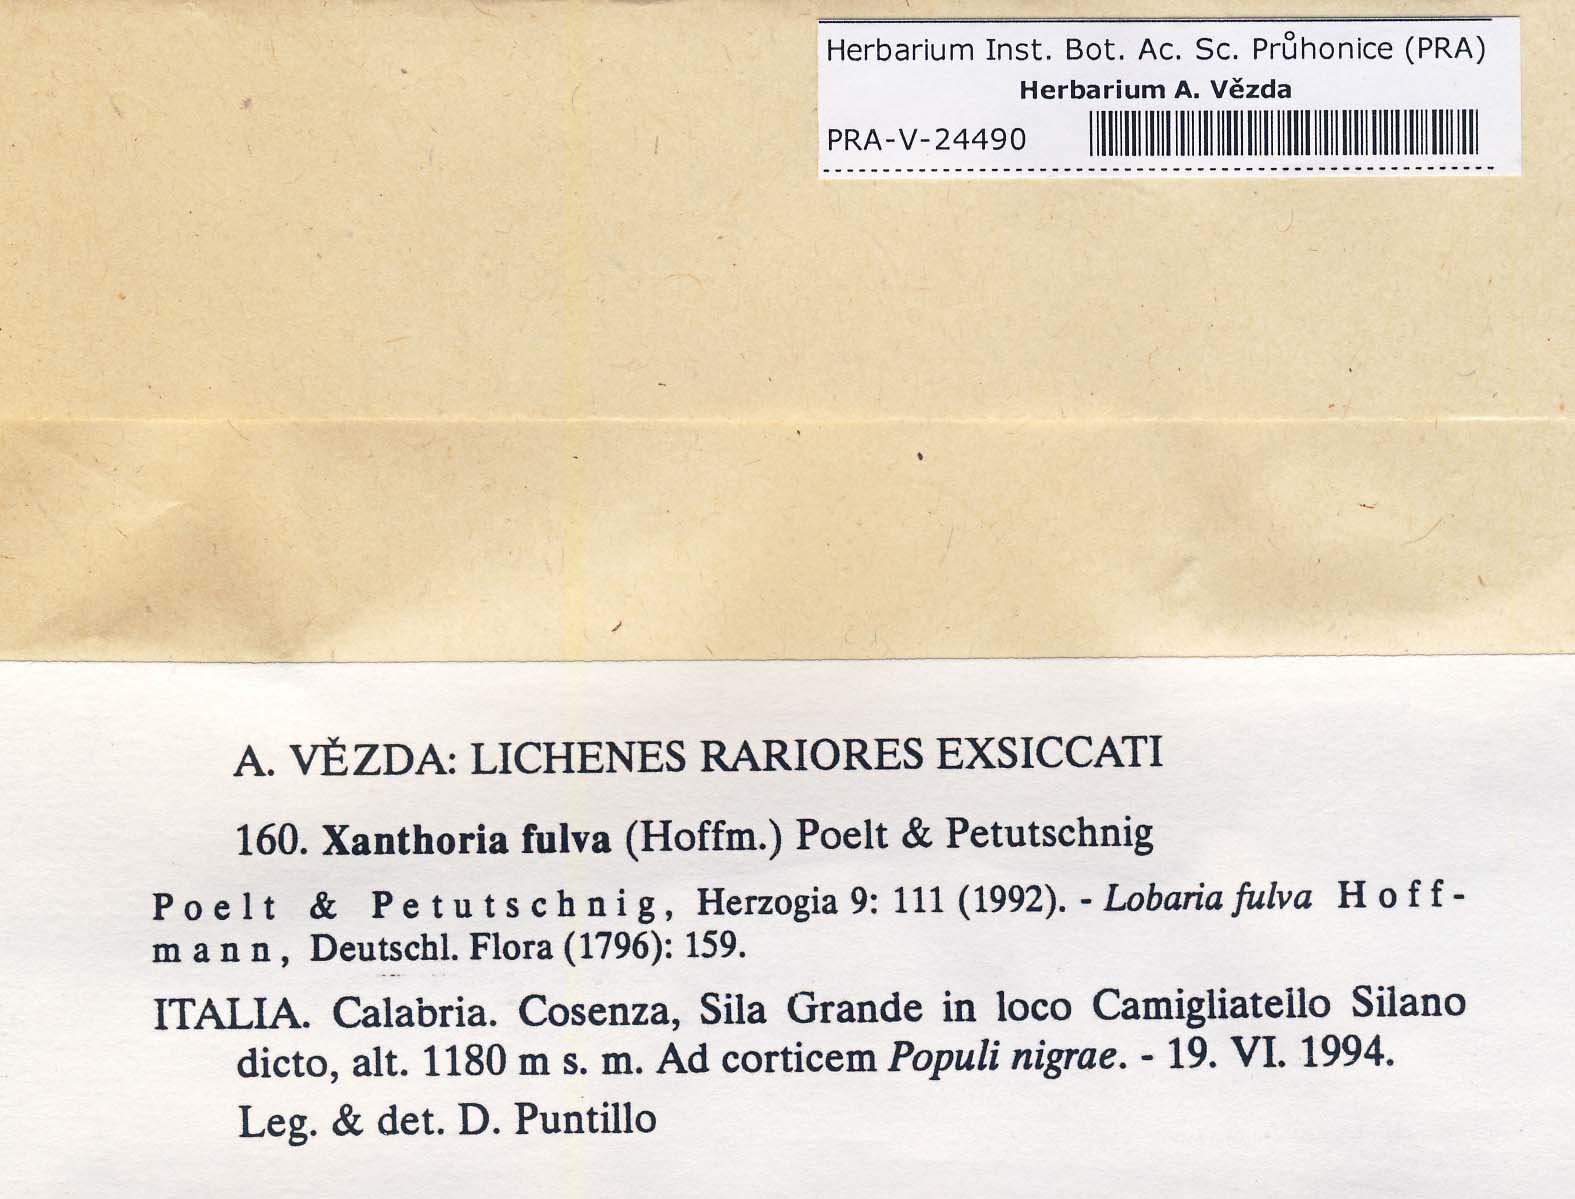 Herbarium Inst. Bot. Ac. Sc. Průhonice (PRA)
Herbarium A. Vězda
PRA-V-24490
A. VĚZDA: LICHENES RARIORES EXSICCATI
160. Xanthoria fulva (Hoffm.) Poelt & Petutschnig
Poelt & Petutschnig, Herzogia 9: 111 (1992). - Lobaria fulva Hoff-
mann, Deutschl. Flora (1796): 159.
ITALIA. Calabria. Cosenza, Sila Grande in loco Camigliatello Silano
dicto, alt. 1180 m s. m. Ad corticem Populi nigrae. - 19. VI. 1994.
Leg. & det. D. Puntillo